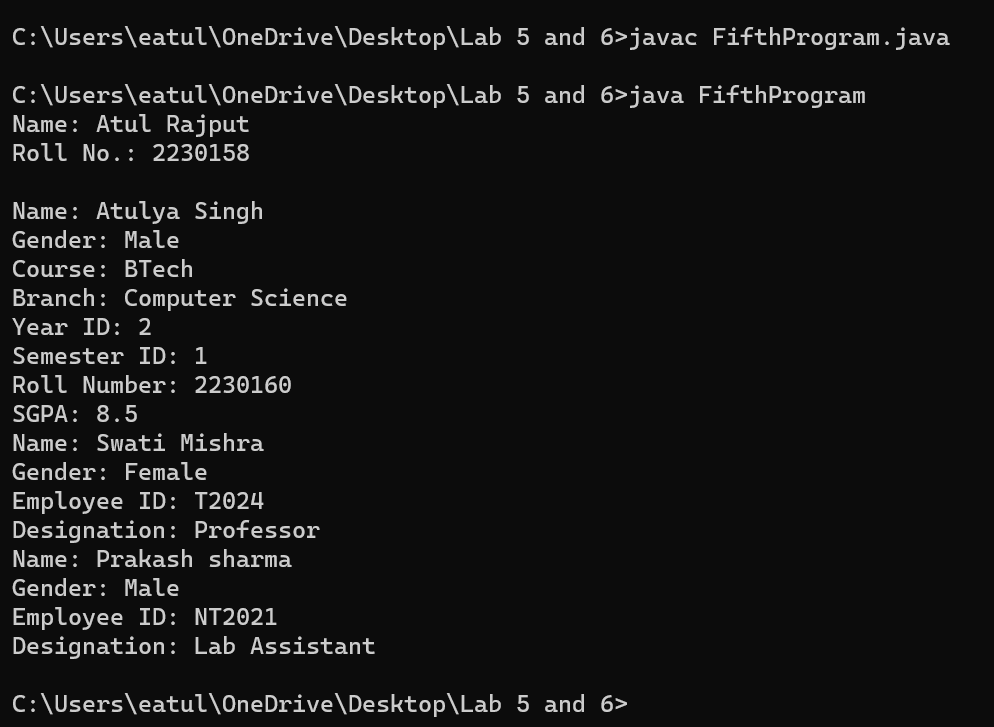 C:\Users\eatul\OneDrive\Desktop\Lab 5 and 6>javac FifthProgram.java
C:\Users\eatul\OneDrive\Desktop\Lab 5 and 6>java FifthProgram
Name: Atul Rajput
Roll No.: 2230158
Name: Atulya Singh
Gender: Male
Course: BTech
Branch: Computer Science
Year ID: 2
Semester ID: 1
Roll Number: 2230160
SGPA: 8.5
Name: Swati Mishra
Gender: Female
Employee ID: T2024
Designation: Professor
Name: Prakash sharma
Gender: Male
Employee ID: NT2021
Designation: Lab Assistant
C:\Users\eatul\OneDrive\Desktop\Lab 5 and 6>